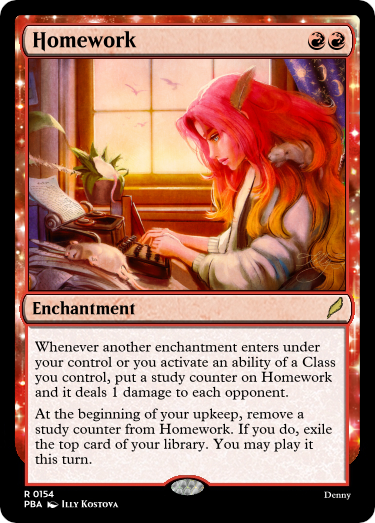 Homework
Enchantment
Whenever another enchantment enters under
your control or you activate an ability of a Class
you control, put a study counter on Homework
and it deals 1 damage to each opponent.
At the beginning of your upkeep, remove a
study counter from Homework. If you do, exile
the top card of your library. You may play it
this turn.
R 0154
PBA Illy Kostova
Denny